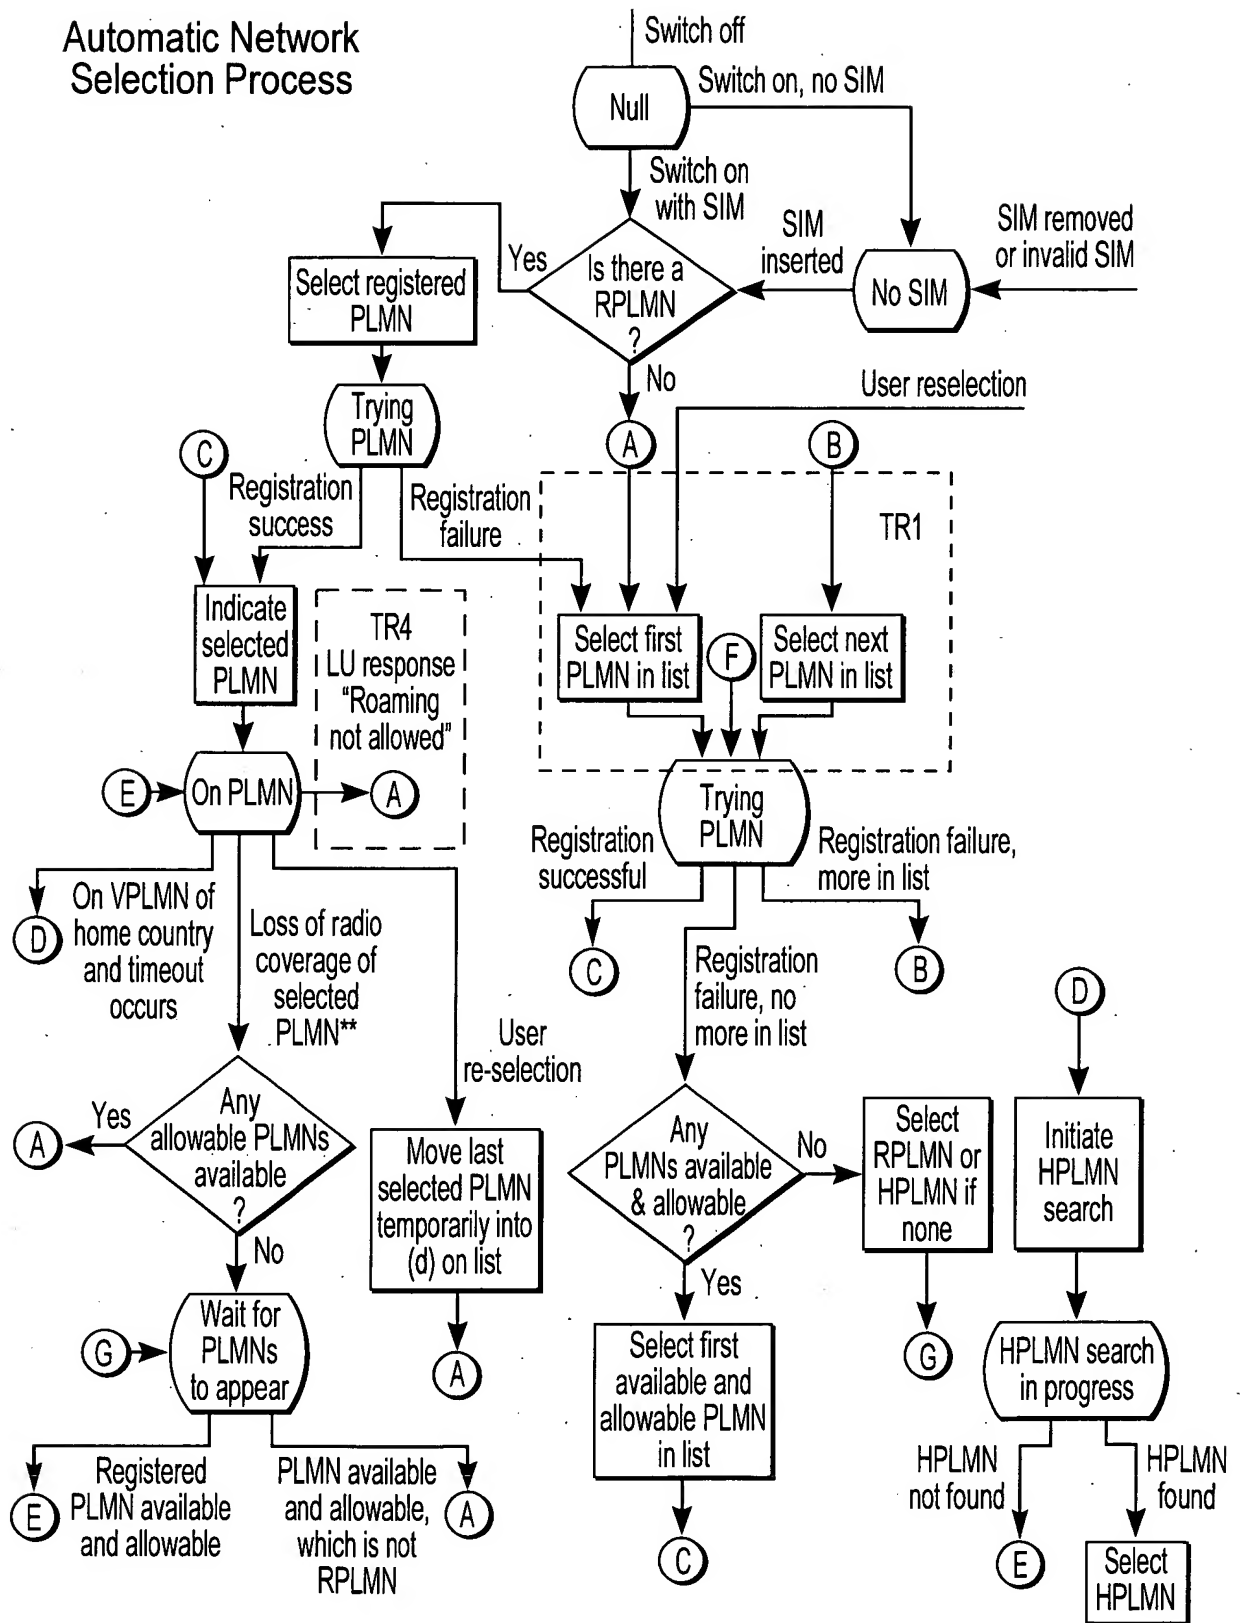 Automatic Network
Selection Process
Switch off
Switch on, no SIM
Null
Switch on
with SIM
SIM removed
or invalid SIM
SIM
inserted
Yes
Is there a
RPLMN
?
No SIM
Select registered
PLMN
No
User reselection
Trying
PLMN
C
A
B
Registration
success
Registration
failure
TR1
Indicate
selected
PLMN
TR4
LU response
"Roaming
not allowed"
Select first
PLMN in list
F
Select next
PLMN in list
E
On PLMN
A
Trying
PLMN
Registration
successful
Registration failure,
more in list
On VPLMN of
home country
and timeout
occurs
D
Loss of radio
coverage of
selected
PLMN**
C
Registration
failure, no
more in list
B
D
User
re-selection
Yes
A
Any
allowable PLMNs
available
?
Move last
selected PLMN
temporarily into
(d) on list
Any
PLMNs available
& allowable
?
No
Select
RPLMN or
HPLMN if
none
Initiate
HPLMN
search
No
Yes
G
Wait for
PLMNs
to appear
A
Select first
available and
allowable PLMN
in list
G
HPLMN search
in progress
E
Registered
PLMN available
and allowable
PLMN available
and allowable,
which is not
RPLMN
A
C
HPLMN
not found
HPLMN
found
E
Select
HPLMN